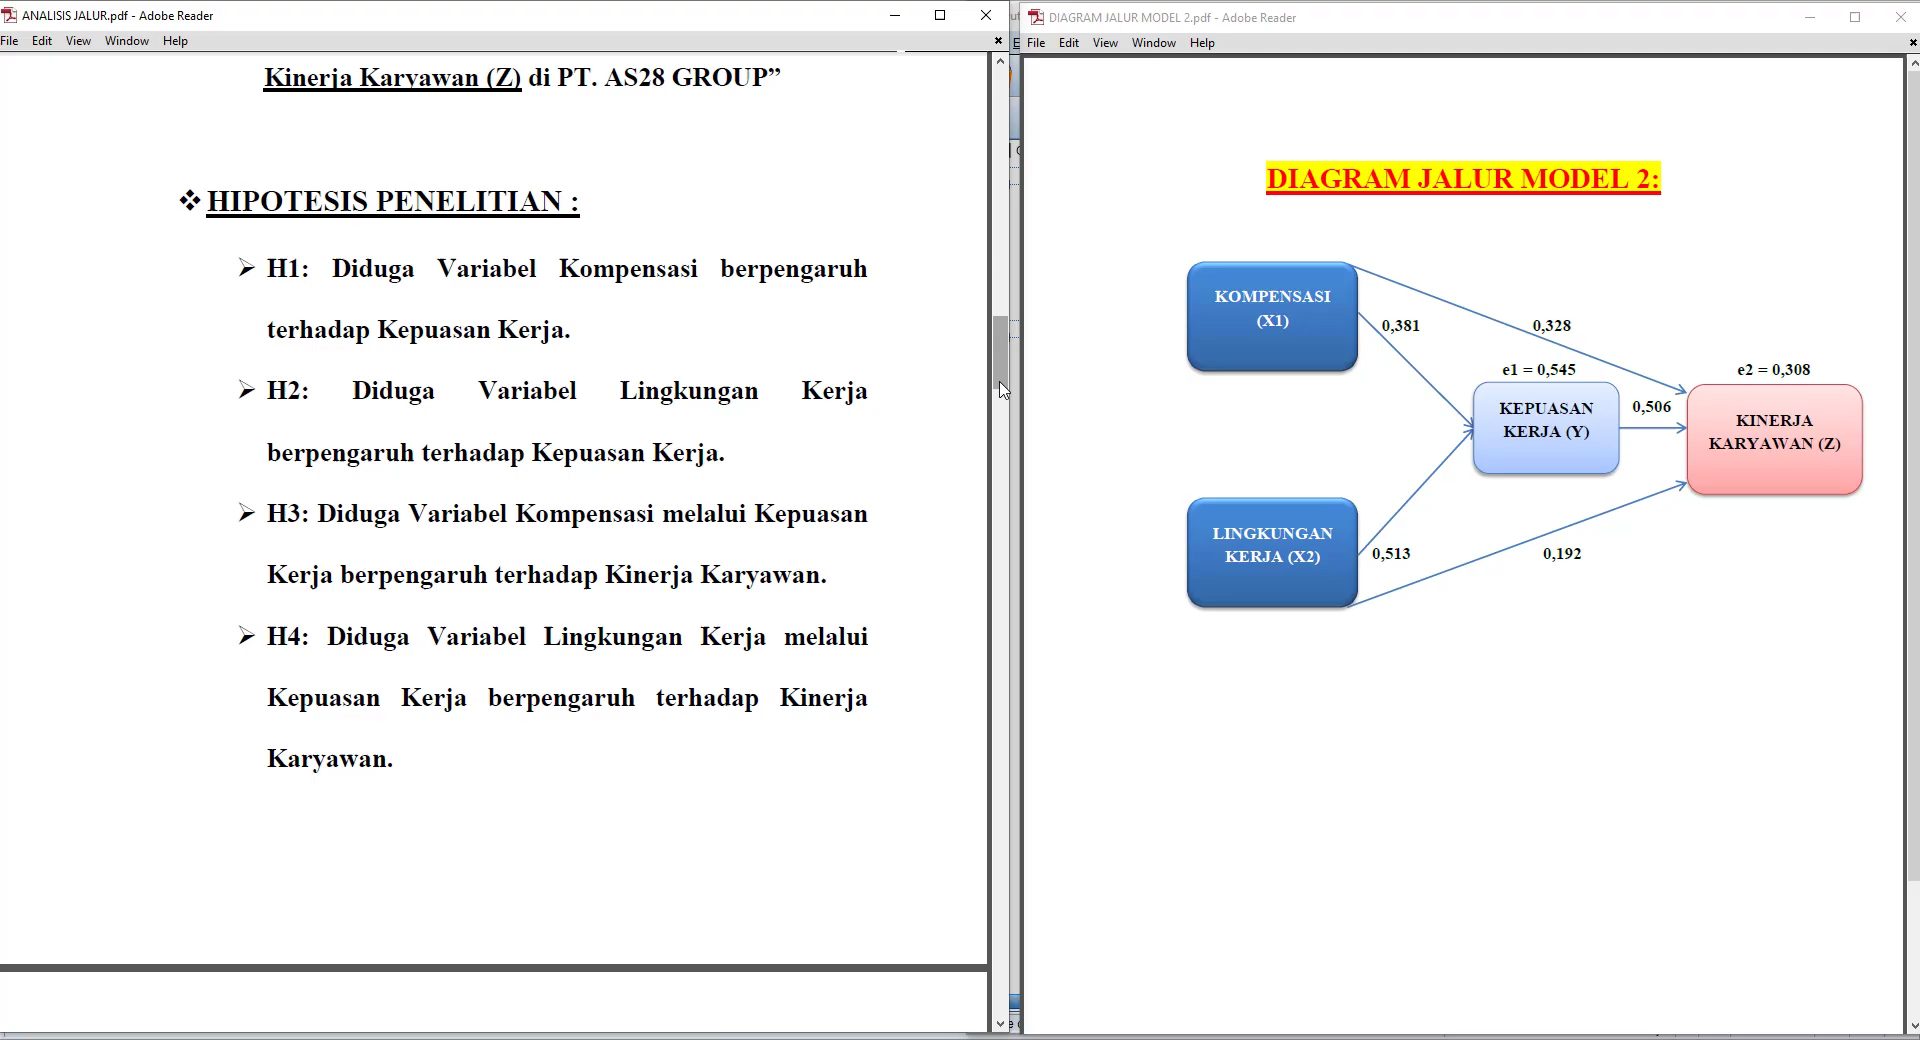 ANALISIS JALUR.pdf - Adobe Reader
File Edit View Window Help
Kinerja Karyawan (Z) di PT. AS28 GROUP”
❖ HIPOTESIS PENELITIAN :
➢ H1: Diduga Variabel Kompensasi berpengaruh
terhadap Kepuasan Kerja.
➢ H2: Diduga Variabel Lingkungan Kerja
berpengaruh terhadap Kepuasan Kerja.
➢ H3: Diduga Variabel Kompensasi melalui Kepuasan
Kerja berpengaruh terhadap Kinerja Karyawan.
➢ H4: Diduga Variabel Lingkungan Kerja melalui
Kepuasan Kerja berpengaruh terhadap Kinerja
Karyawan.
DIAGRAM JALUR MODEL 2.pdf - Adobe Reader
File Edit View Window Help
DIAGRAM JALUR MODEL 2:
KOMPENSASI
(X1)
0,381
0,328
e1 = 0,545
e2 = 0,308
KEPUASAN
KERJA (Y)
0,506
KINERJA
KARYAWAN (Z)
LINGKUNGAN
KERJA (X2)
0,513
0,192